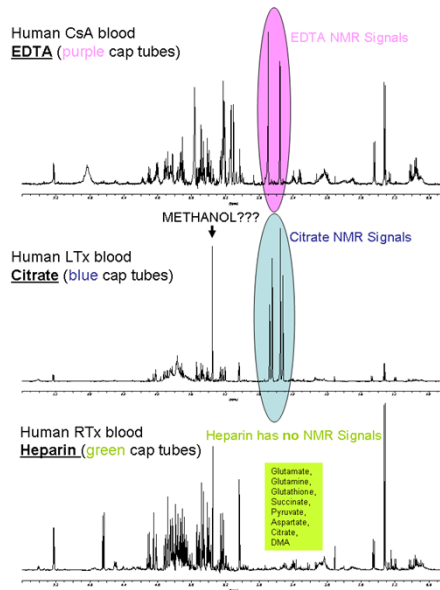 Human CsA blood
EDTA (purple cap tubes)
EDTA NMR Signals
METHANOL???
Human LTx blood
Citrate (blue cap tubes)
Citrate NMR Signals
Human RTx blood
Heparin (green cap tubes)
Heparin has no NMR Signals
Glutamate,
Glutamine,
Glutathione,
Succinate,
Pyruvate,
Aspartate,
Citrate,
DMA